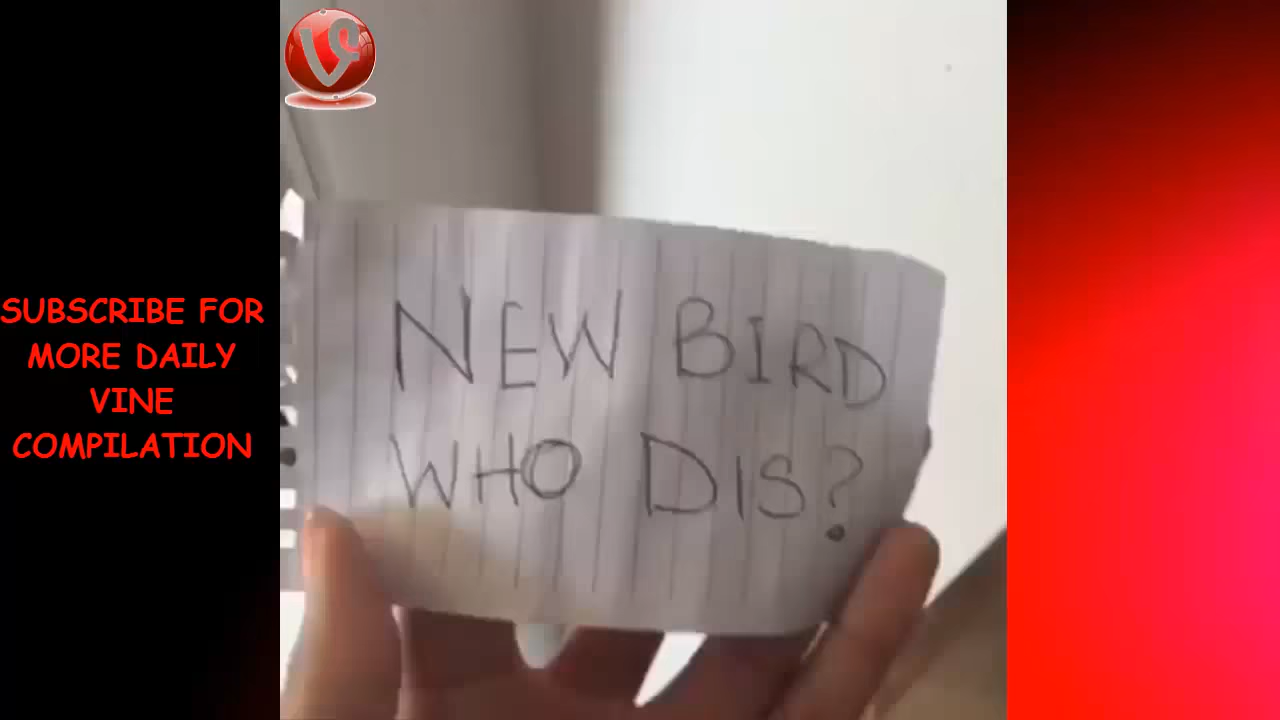 SUBSCRIBE FOR
MORE DAILY
VINE
COMPILATION
NEW BIRD
WHO DIS?